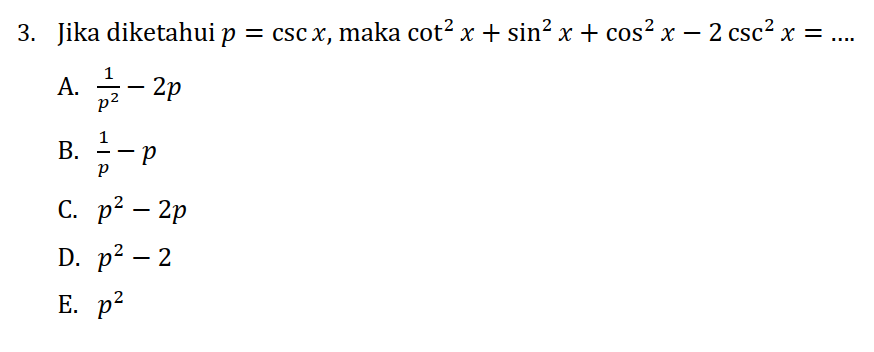 3. Jika diketahui p = csc x, maka cot² x + sin² x + cos² x − 2 csc² x = ....
A. 1/p² − 2p
B. 1/p − p
C. p² − 2p
D. p² − 2
E. p²